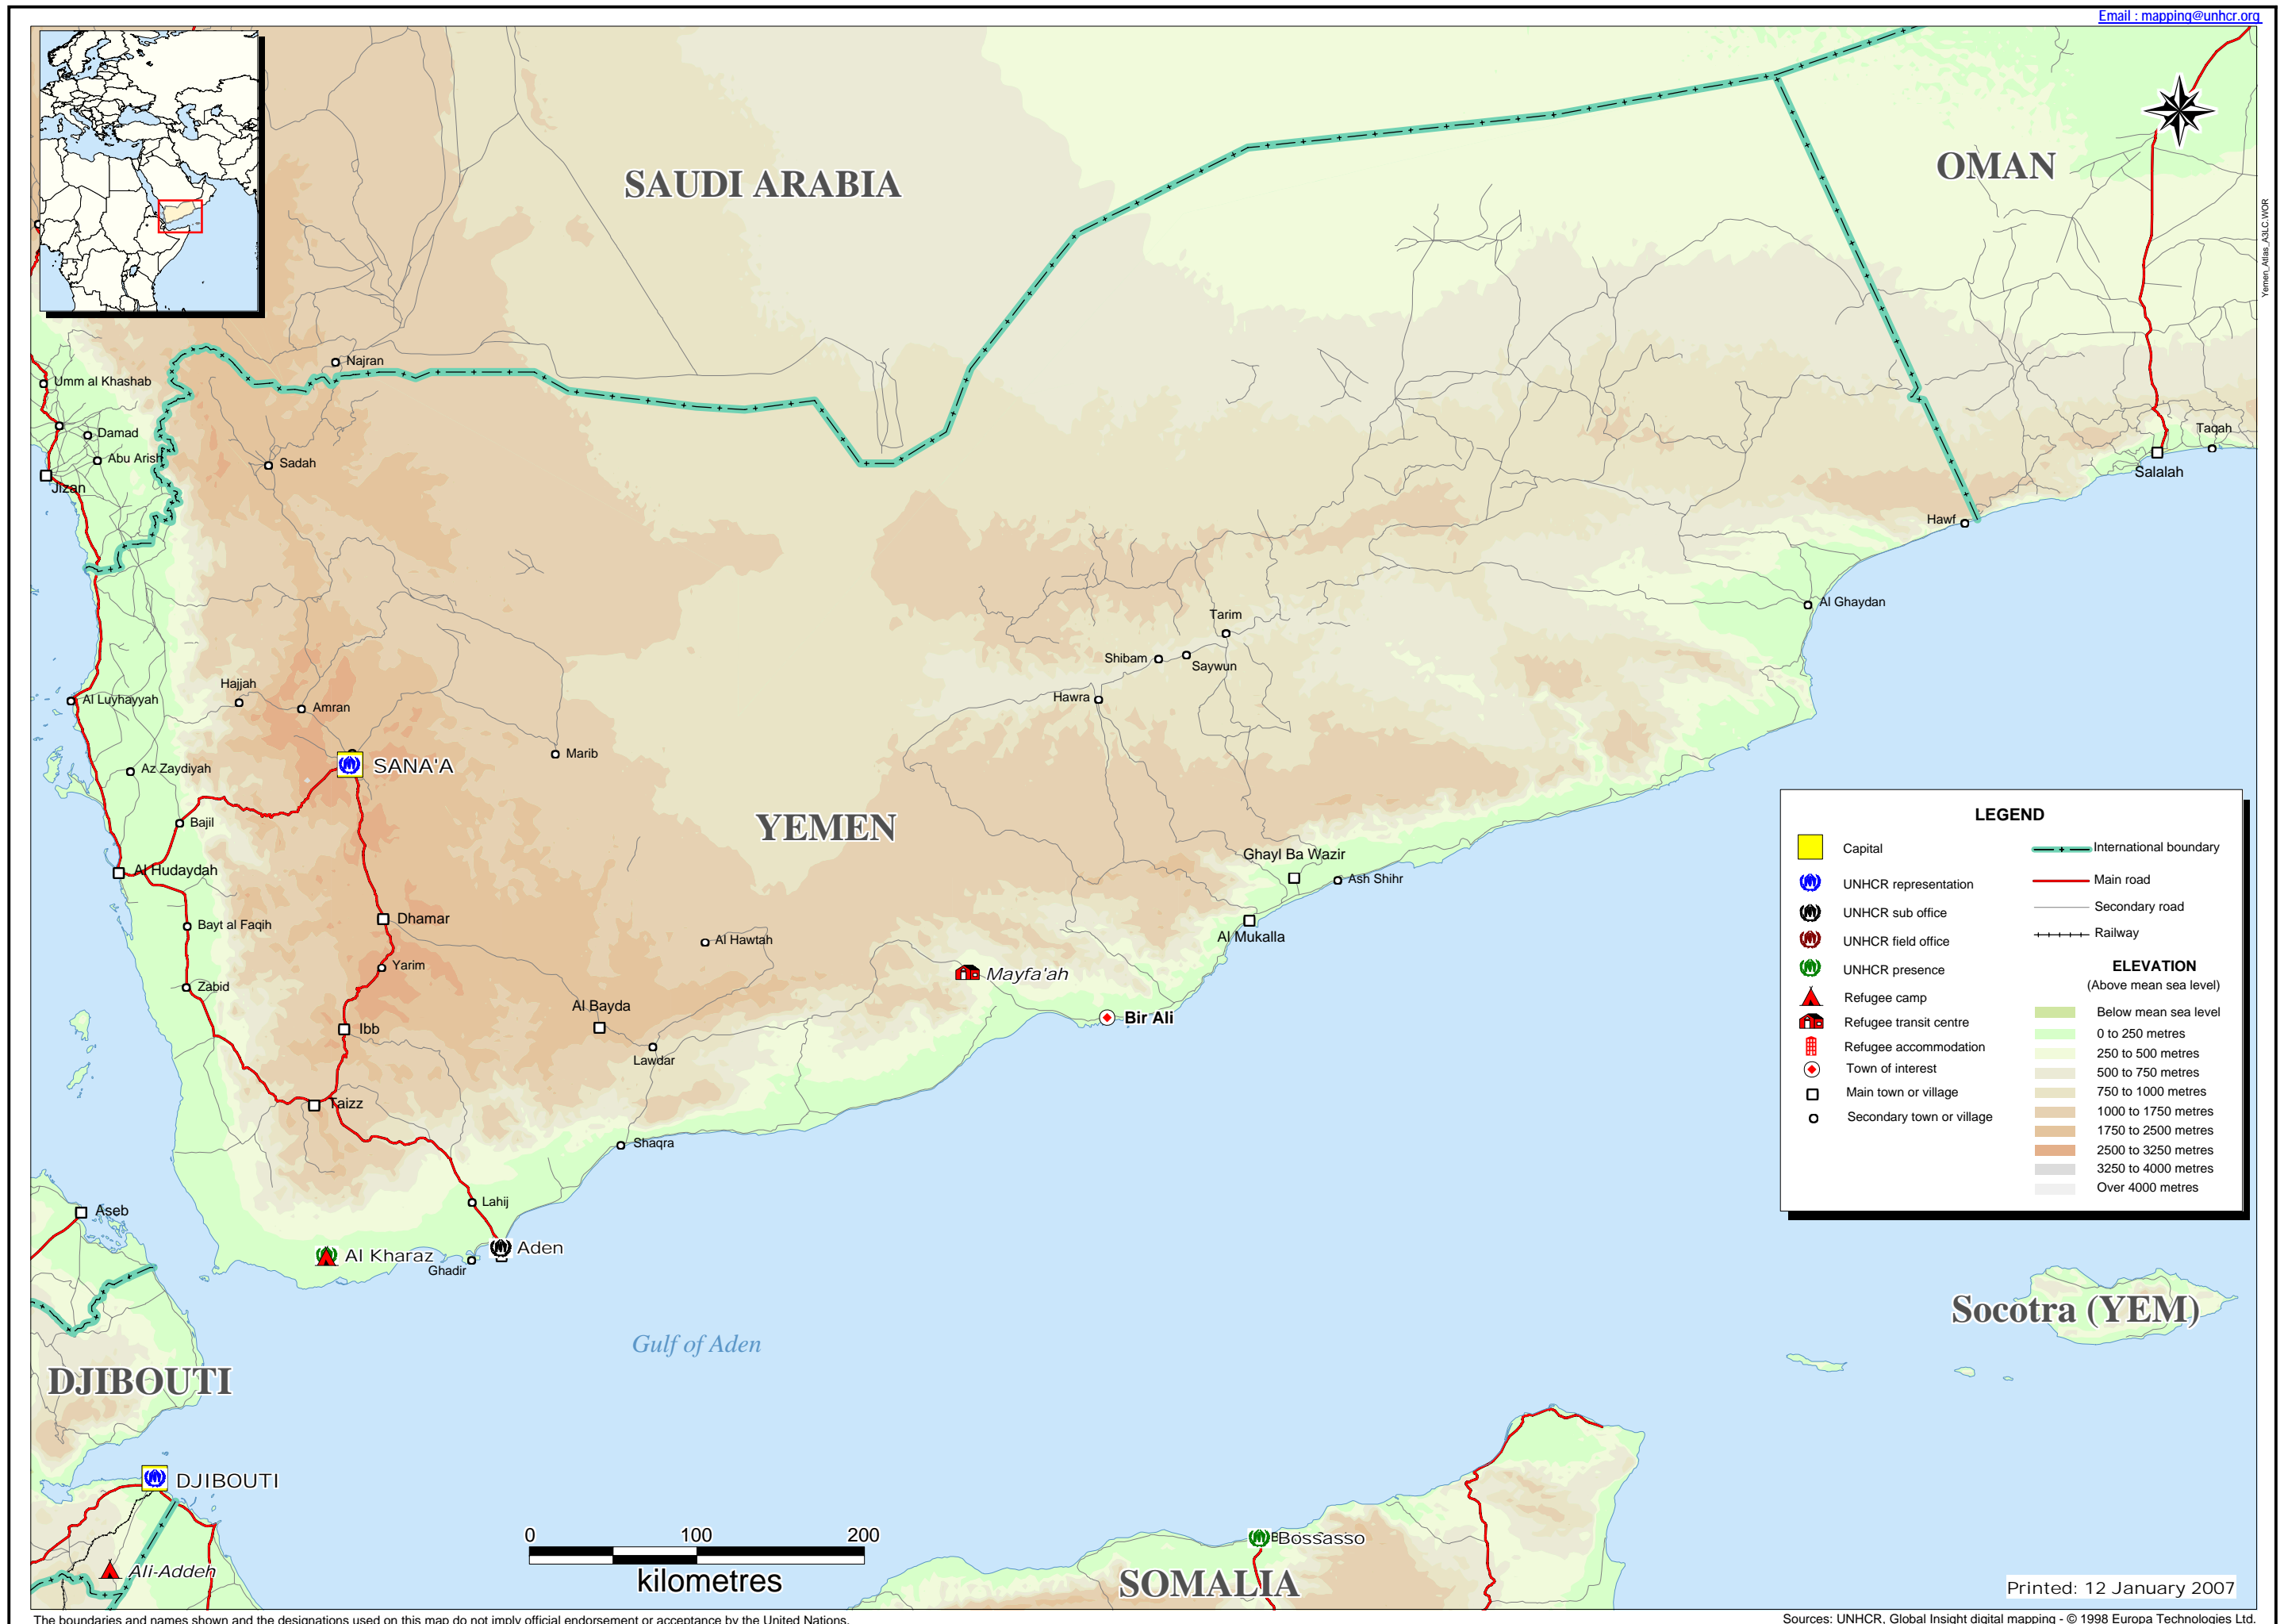 Email : mapping@unhcr.org
Yemen_Atlas_A3LC.WOR
SAUDI ARABIA
OMAN
Najran
Umm al Khashab
Damad
Abu Arish
Jizan
Sadah
Taqah
Salalah
Hawf
Al Ghaydan
Tarim
Shibam
Saywun
Hawra
Hajjah
Amran
Al Luyhayyah
Marib
SANA'A
Az Zaydiyah
Bajil
YEMEN
Al Hudaydah
Ghayl Ba Wazir
Ash Shihr
Dhamar
Bayt al Faqih
Al Hawtah
Al Mukalla
Yarim
Mayfa'ah
Zabid
Al Bayda
Bir Ali
Ibb
Lawdar
Taizz
Shaqra
Lahij
Aseb
Aden
Al Kharaz
Ghadir
LEGEND
Capital
UNHCR representation
UNHCR sub office
UNHCR field office
UNHCR presence
Refugee camp
Refugee transit centre
Refugee accommodation
Town of interest
Main town or village
Secondary town or village
International boundary
Main road
Secondary road
Railway
ELEVATION
(Above mean sea level)
Below mean sea level
0 to 250 metres
250 to 500 metres
500 to 750 metres
750 to 1000 metres
1000 to 1750 metres
1750 to 2500 metres
2500 to 3250 metres
3250 to 4000 metres
Over 4000 metres
Socotra (YEM)
Gulf of Aden
DJIBOUTI
DJIBOUTI
Ali-Addeh
0 100 200
kilometres
Bossasso
SOMALIA
Printed: 12 January 2007
The boundaries and names shown and the designations used on this map do not imply official endorsement or acceptance by the United Nations.
Sources: UNHCR, Global Insight digital mapping - © 1998 Europa Technologies Ltd.